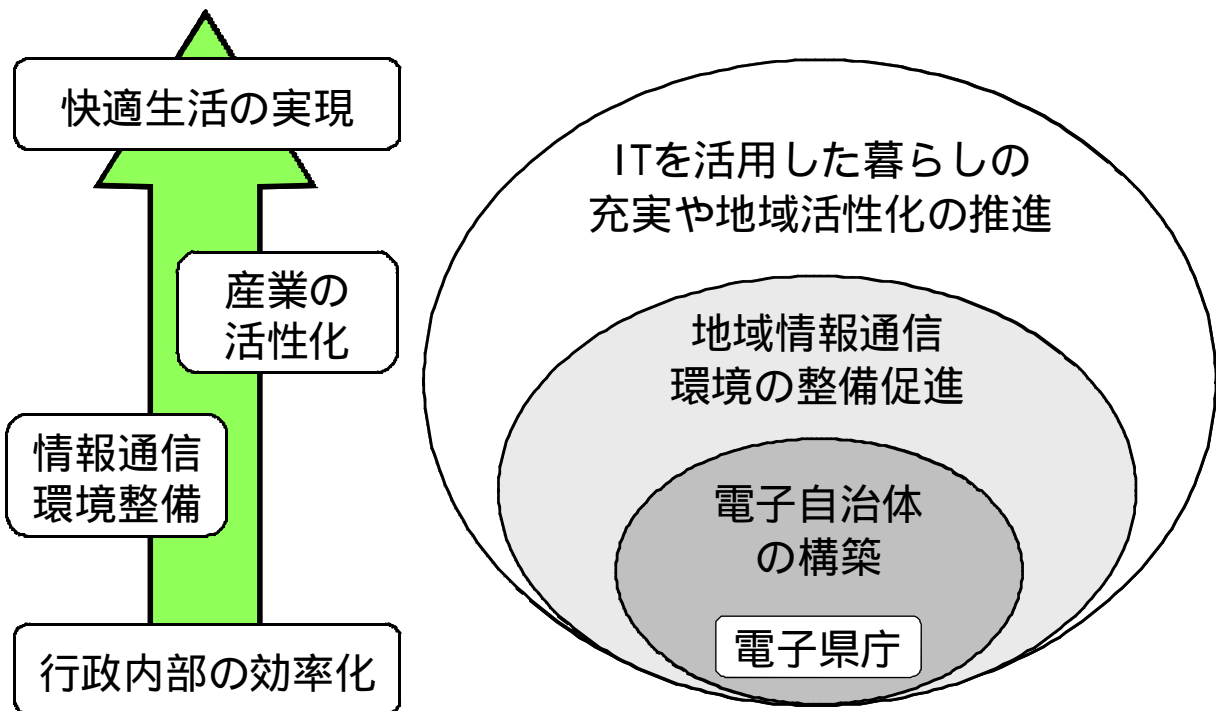 快適生活の実現
産業の
活性化
情報通信
環境整備
行政内部の効率化
ITを活用した暮らしの
充実や地域活性化の推進
地域情報通信
環境の整備促進
電子自治体
の構築
電子県庁